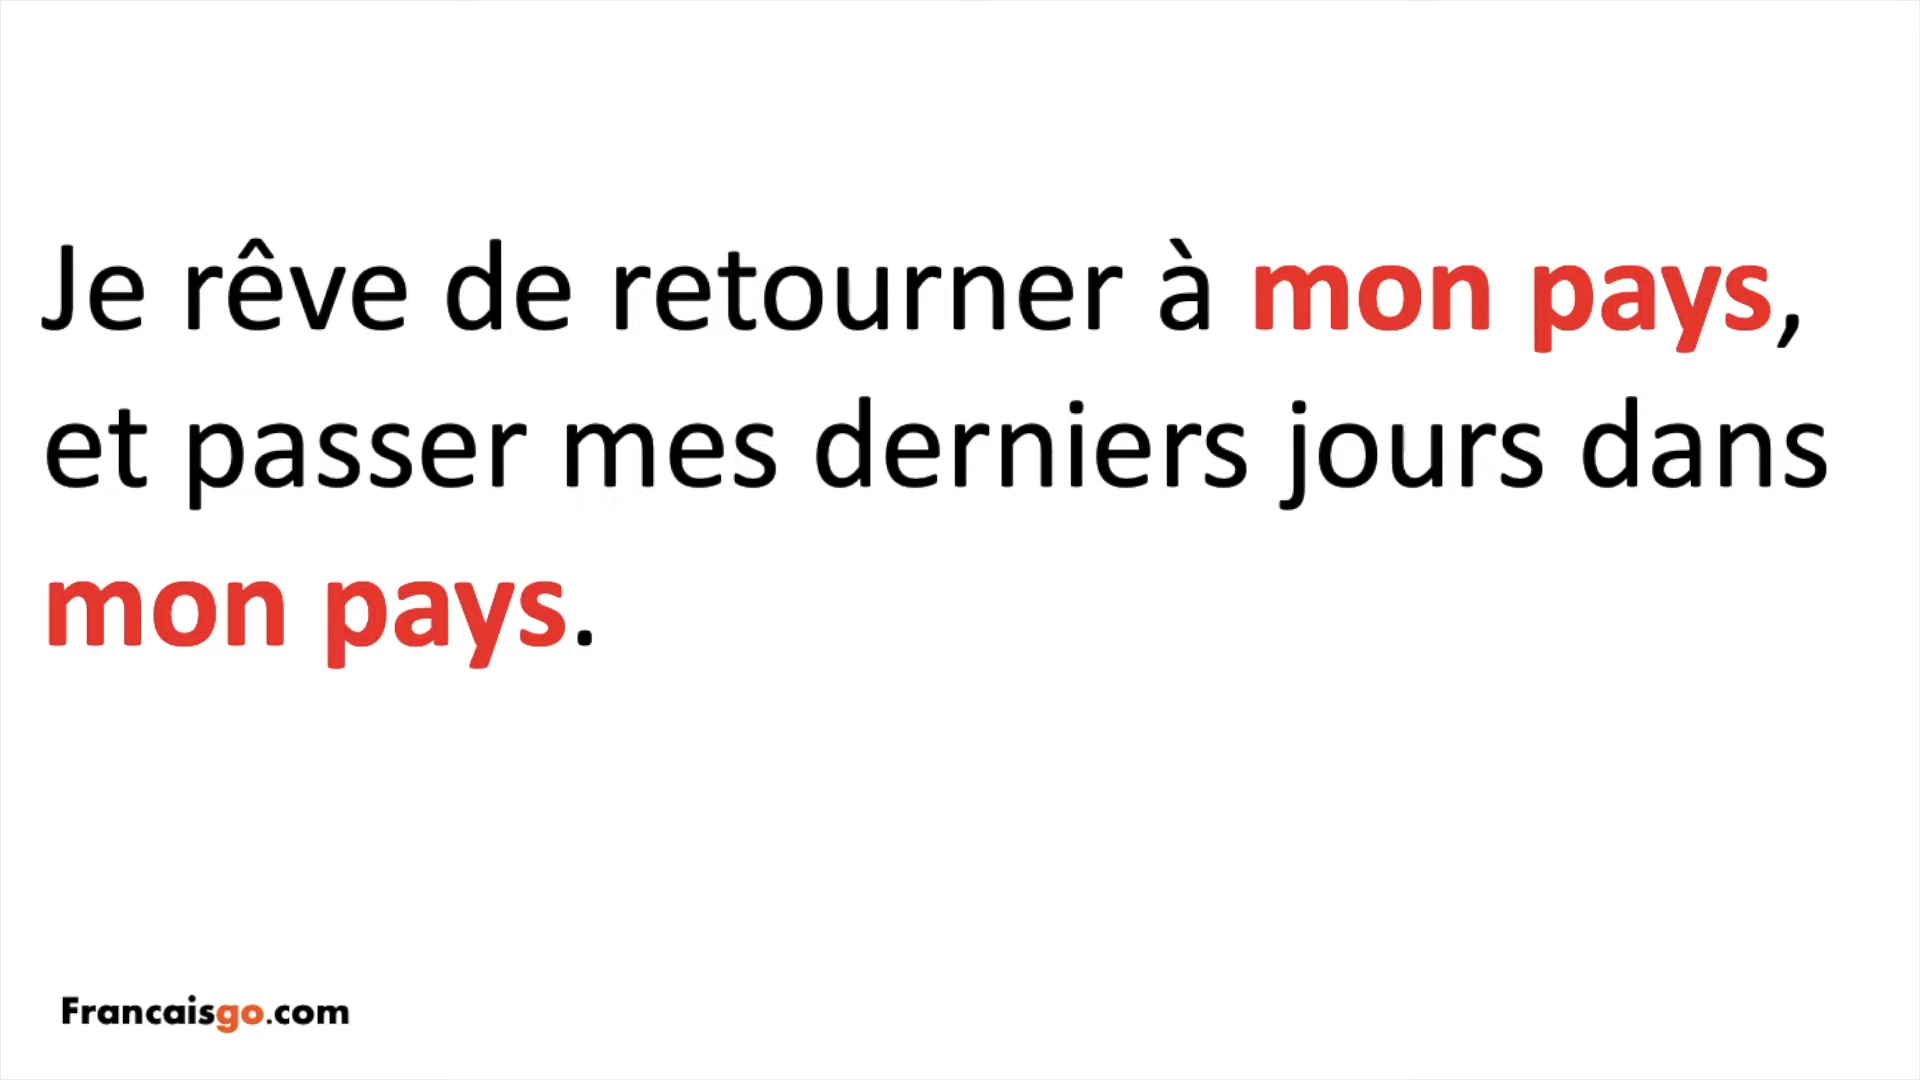 Je rêve de retourner à mon pays,
et passer mes derniers jours dans
mon pays.
Francaisgo.com